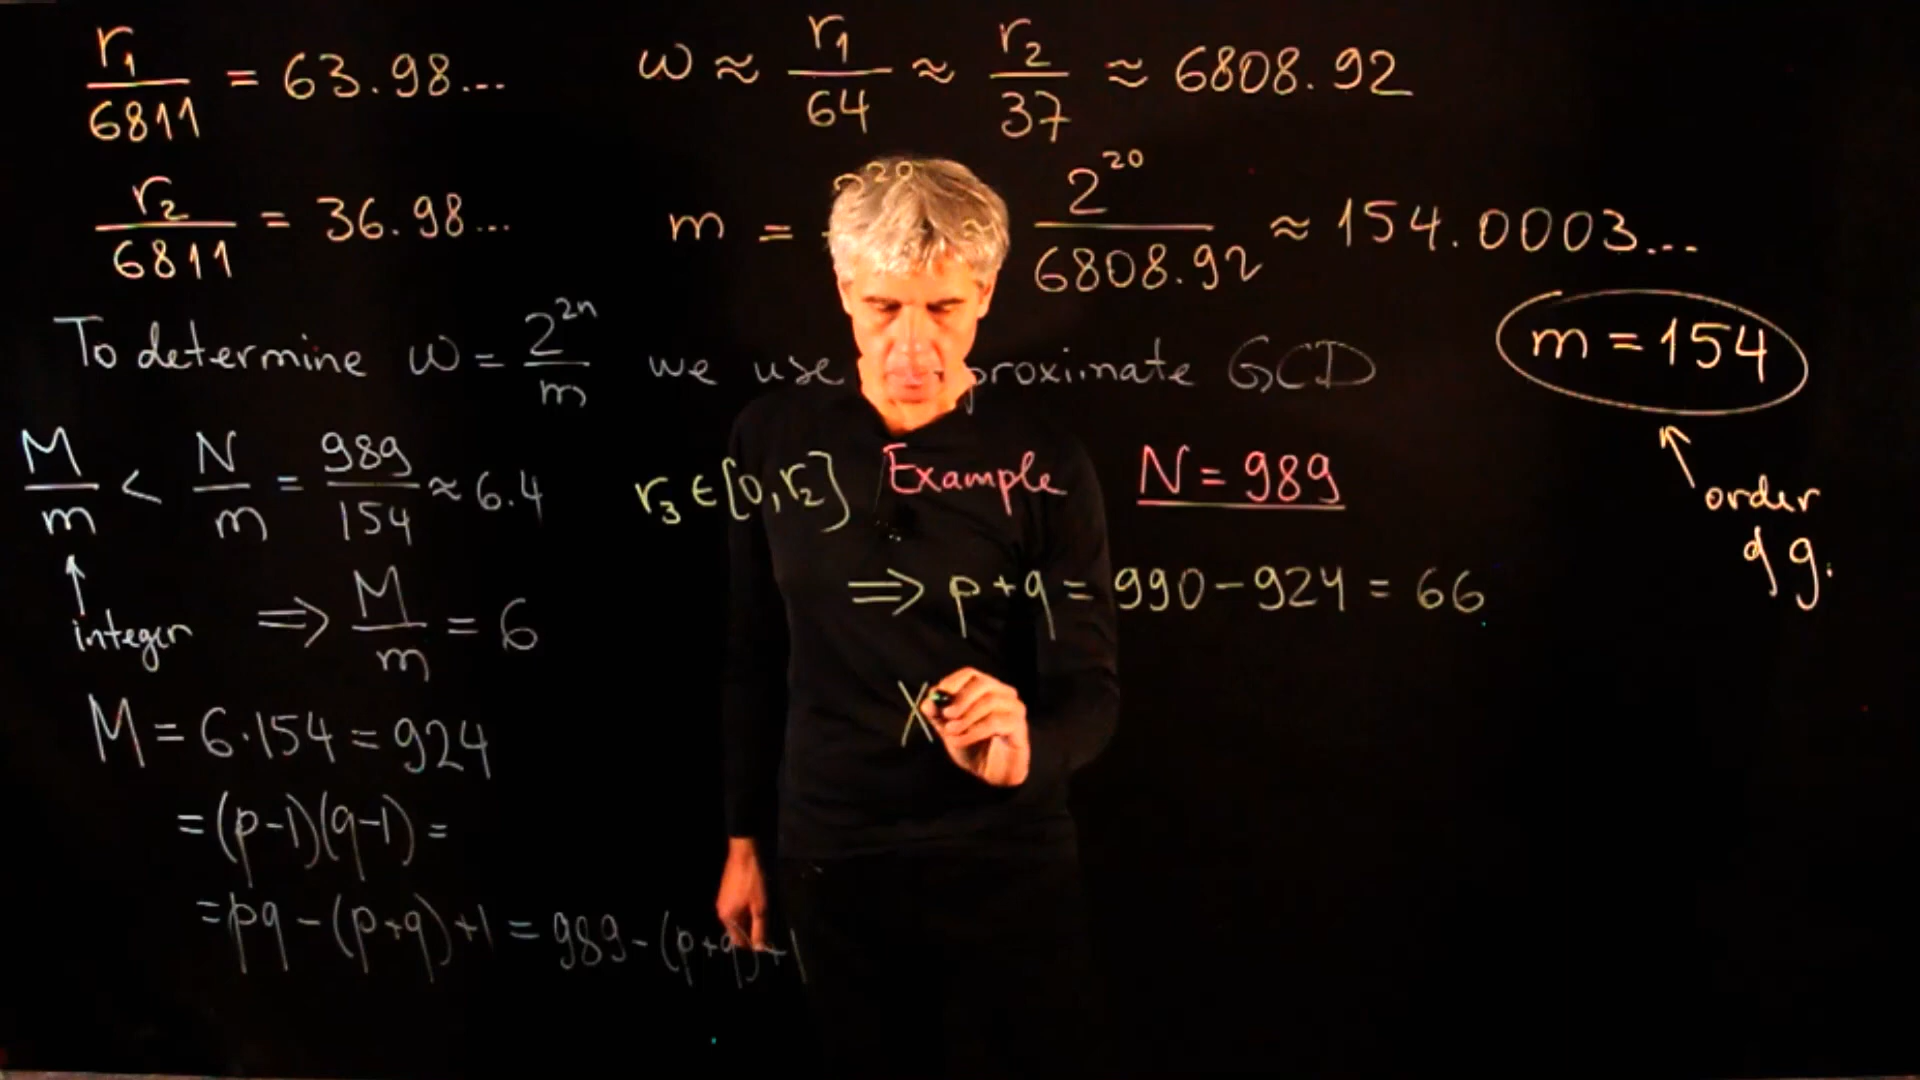 r₁/6811 = 63.98...
w ≈ r₁/64 ≈ r₂/37 ≈ 6808.92
r₂/6811 = 36.98...
m = 2²⁰/6808.92 ≈ 154.0003...
To determine w = 2²ⁿ/m we use GCD
m = 154
order of g.
M/m < N/m = 989/154 ≈ 6.4
integer
⇒ M/m = 6
r₃ ∈ [0, r₂]
Example N = 989
⇒ p+q = 990-924 = 66
X
M = 6·154 = 924
= (p-1)(q-1) =
= pq - (p+q) + 1 = 989 - (p+q) + 1